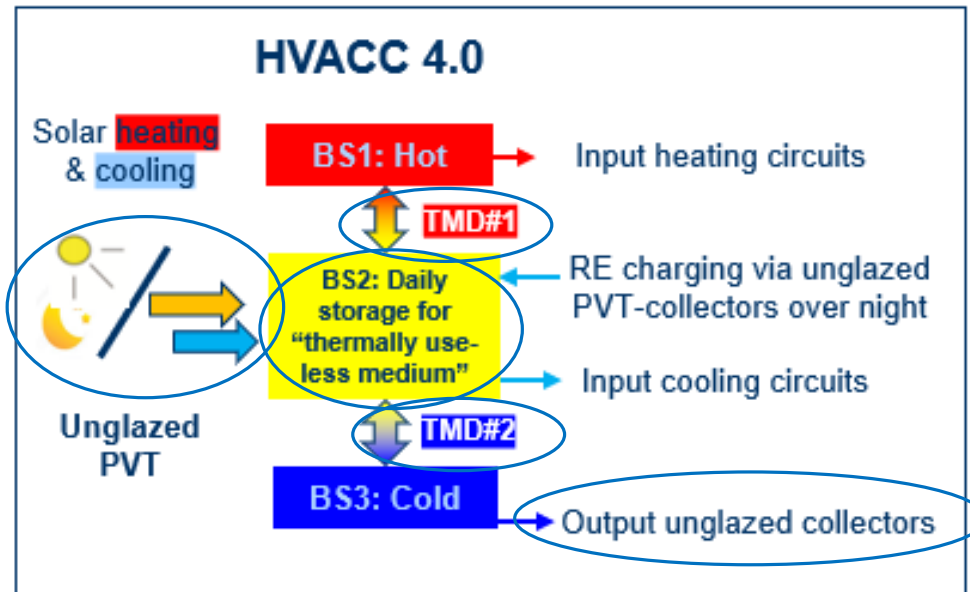 HVACC 4.0
Solar heating
& cooling
BS1: Hot
Input heating circuits
TMD#1
BS2: Daily
storage for
“thermally use-
less medium”
RE charging via unglazed
PVT-collectors over night
Input cooling circuits
Unglazed
PVT
TMD#2
BS3: Cold
Output unglazed collectors